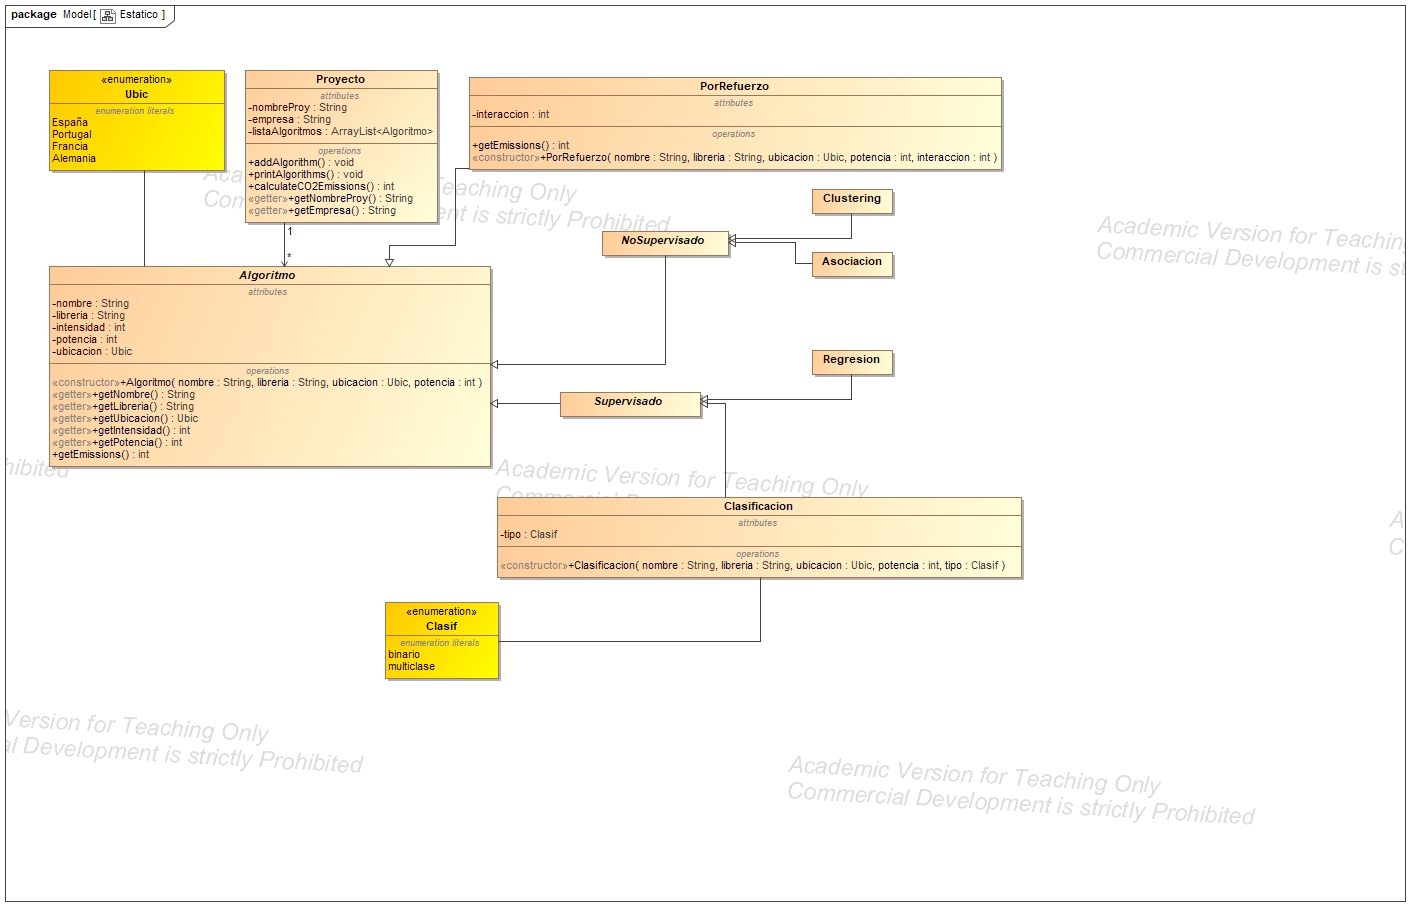 package Model[ Estatico ]
«enumeration»
Ubic
enumeration literals
España
Portugal
Francia
Alemania
Proyecto
attributes
-nombreProy : String
-empresa : String
-listaAlgoritmos : ArrayList<Algoritmo>
operations
+addAlgorithm() : void
+printAlgorithms() : void
+calculateCO2Emissions() : int
«getter»+getNombreProy() : String
«getter»+getEmpresa() : String
PorRefuerzo
attributes
-interaccion : int
operations
+getEmissions() : int
«constructor»+PorRefuerzo( nombre : String, libreria : String, ubicacion : Ubic, potencia : int, interaccion : int )
1
*
Clustering
NoSupervisado
Asociacion
Algoritmo
attributes
-nombre : String
-libreria : String
-intensidad : int
-potencia : int
-ubicacion : Ubic
operations
«constructor»+Algoritmo( nombre : String, libreria : String, ubicacion : Ubic, potencia : int )
«getter»+getNombre() : String
«getter»+getLibreria() : String
«getter»+getUbicacion() : Ubic
«getter»+getIntensidad() : int
«getter»+getPotencia() : int
+getEmissions() : int
Regresion
Supervisado
Clasificacion
attributes
-tipo : Clasif
operations
«constructor»+Clasificacion( nombre : String, libreria : String, ubicacion : Ubic, potencia : int, tipo : Clasif )
«enumeration»
Clasif
enumeration literals
binario
multiclase
eaching Only
nt is strictly Prohibited
Academic Version for Teaching Only
Commercial Development is st
hibited
Academic Version for Teaching Only
Version for Teaching Only
al Development is strictly Prohibited
Academic Version for Teaching Only
Commercial Development is strictly Prohibited